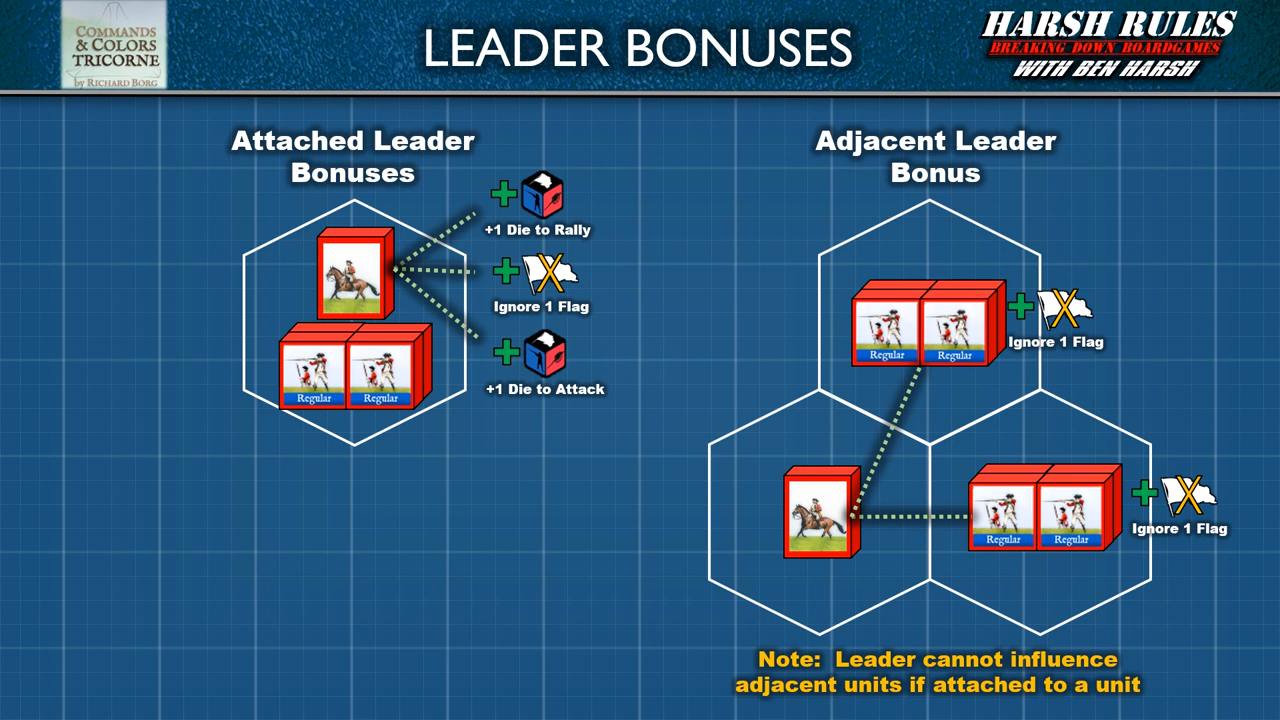 COMMANDS
& COLORS
TRICORNE
by RICHARD BORG
LEADER BONUSES
HARSH RULES
BREAKING DOWN BOARDGAMES
WITH BEN HARSH
Attached Leader
Bonuses
+1 Die to Rally
Ignore 1 Flag
+1 Die to Attack
Regular
Regular
Adjacent Leader
Bonus
Ignore 1 Flag
Regular
Regular
Ignore 1 Flag
Regular
Regular
Note: Leader cannot influence
adjacent units if attached to a unit